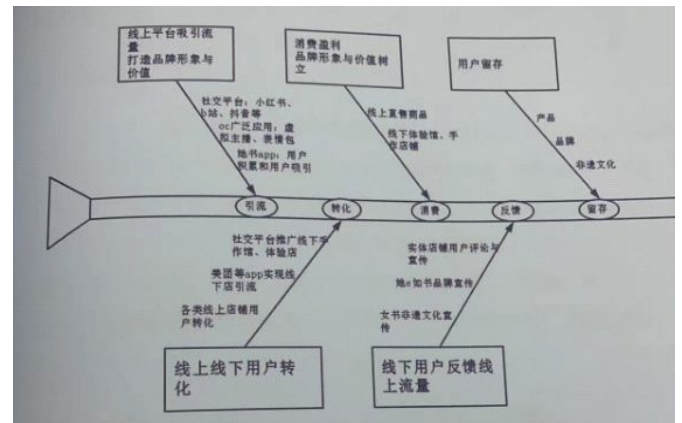 线上平台吸引流
量
打造品牌形象与
价值
消费盈利
品牌形象与价值树
立
用户留存
社交平台：小红书、
b站、抖音等
oc广泛应用：虚
拟主播、表情包
她书app：用户
积累和用户吸引
线上直售商品
线下体验馆、手
作店铺
产品
品牌
非遗文化
引流
转化
消费
反馈
留存
社交平台推广线下手
作馆、体验店
美团等app实现线
下店引流
各类线上店铺用
户转化
实体店铺用户评论与
宣传
她e如书品牌宣传
女书非遗文化宣
传
线上线下用户转
化
线下用户反馈线
上流量